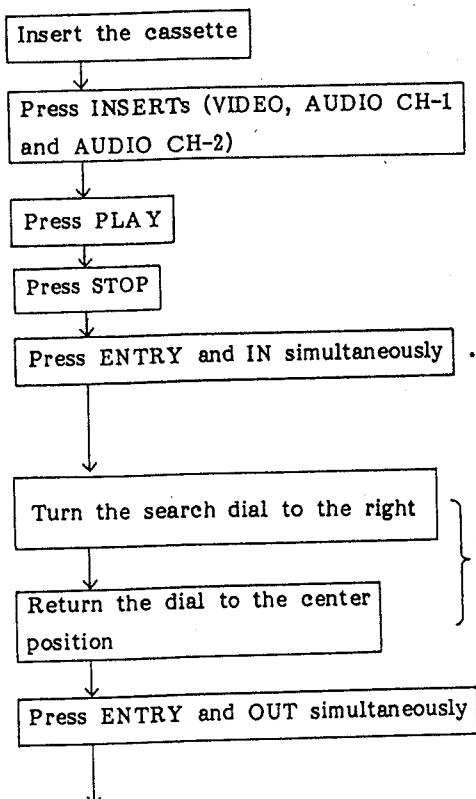 Insert the cassette
Press INSERTs (VIDEO, AUDIO CH-1
and AUDIO CH-2)
Press PLAY
Press STOP
Press ENTRY and IN simultaneously
Turn the search dial to the right
Return the dial to the center
position
Press ENTRY and OUT simultaneously